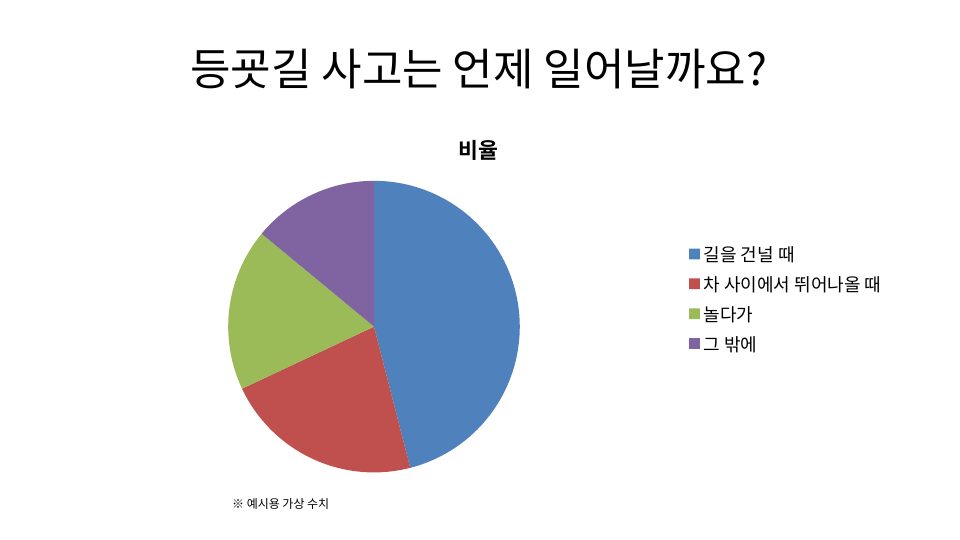 등굣길 사고는 언제 일어날까요?
비율
길을 건널 때
차 사이에서 뛰어나올 때
놀다가
그 밖에
※ 예시용 가상 수치